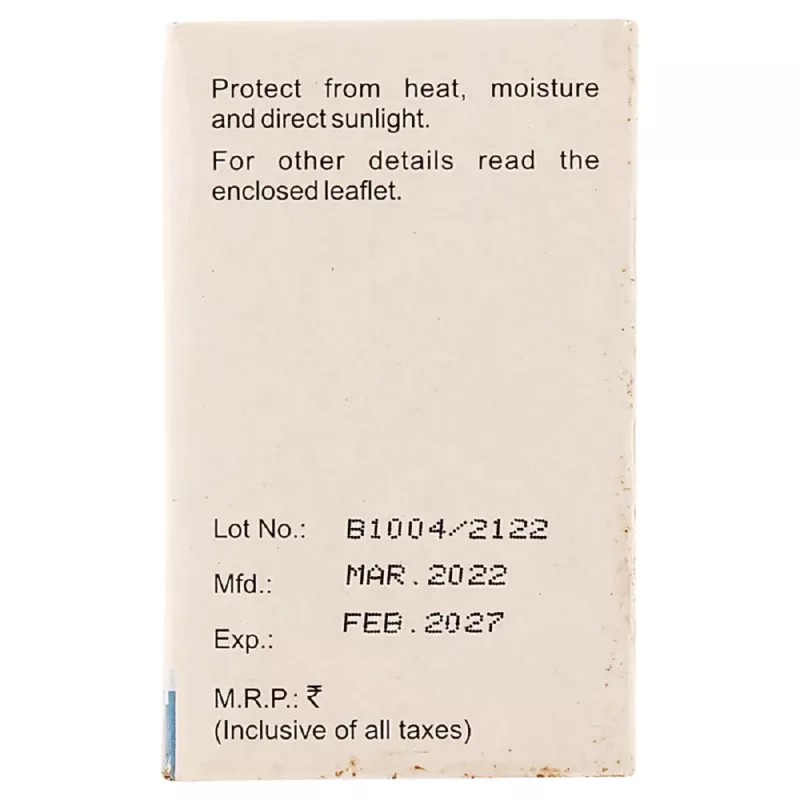 Protect from heat, moisture
and direct sunlight.
For other details read the
enclosed leaflet.
Lot No.: B1004/2122
Mfd.: MAR.2022
Exp.: FEB.2027
M.R.P.: ₹
(Inclusive of all taxes)